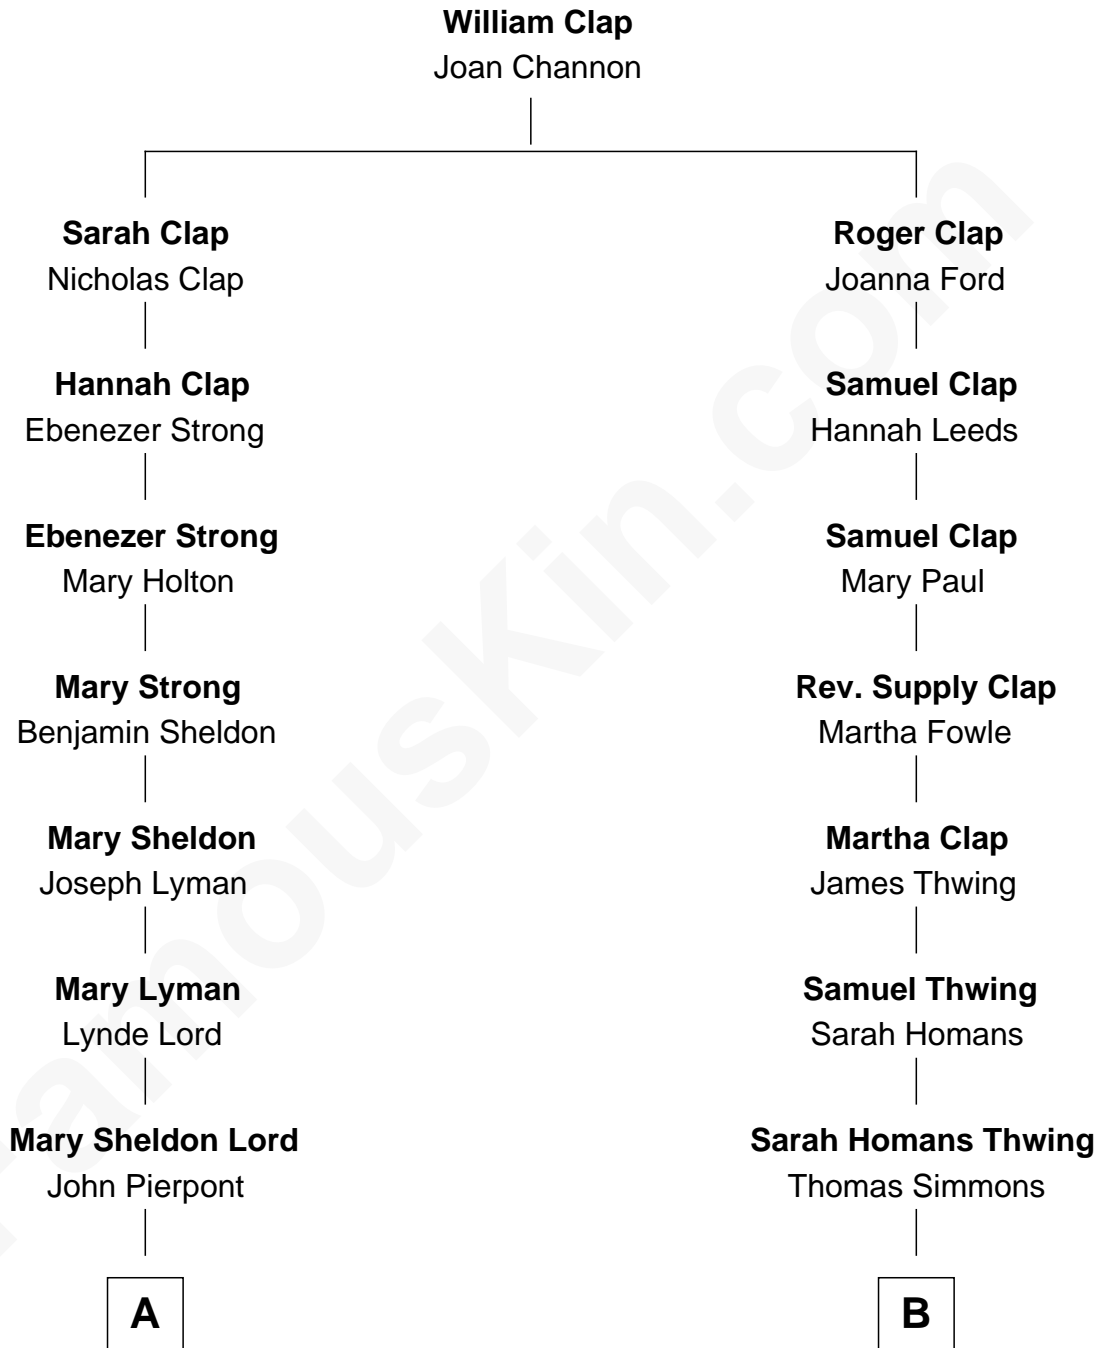 William Clap
Joan Channon
Sarah Clap
Nicholas Clap
Roger Clap
Joanna Ford
Hannah Clap
Ebenezer Strong
Samuel Clap
Hannah Leeds
Ebenezer Strong
Mary Holton
Samuel Clap
Mary Paul
Mary Strong
Benjamin Sheldon
Rev. Supply Clap
Martha Fowle
Mary Sheldon
Joseph Lyman
Martha Clap
James Thwing
Mary Lyman
Lynde Lord
Samuel Thwing
Sarah Homans
Mary Sheldon Lord
John Pierpont
Sarah Homans Thwing
Thomas Simmons
A
B
FamousKin.com